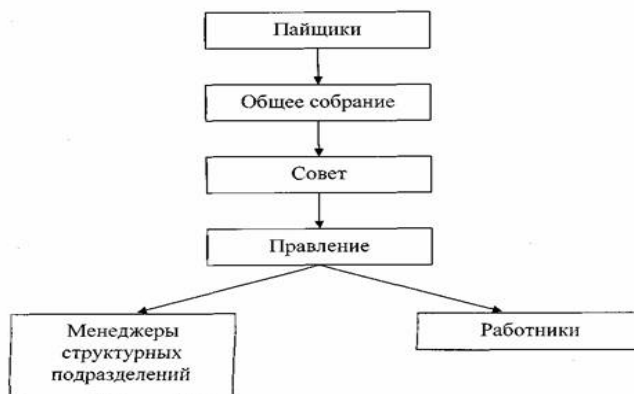 Пайщики
Общее собрание
Совет
Правление
Менеджеры
структурных
подразделений
Работники